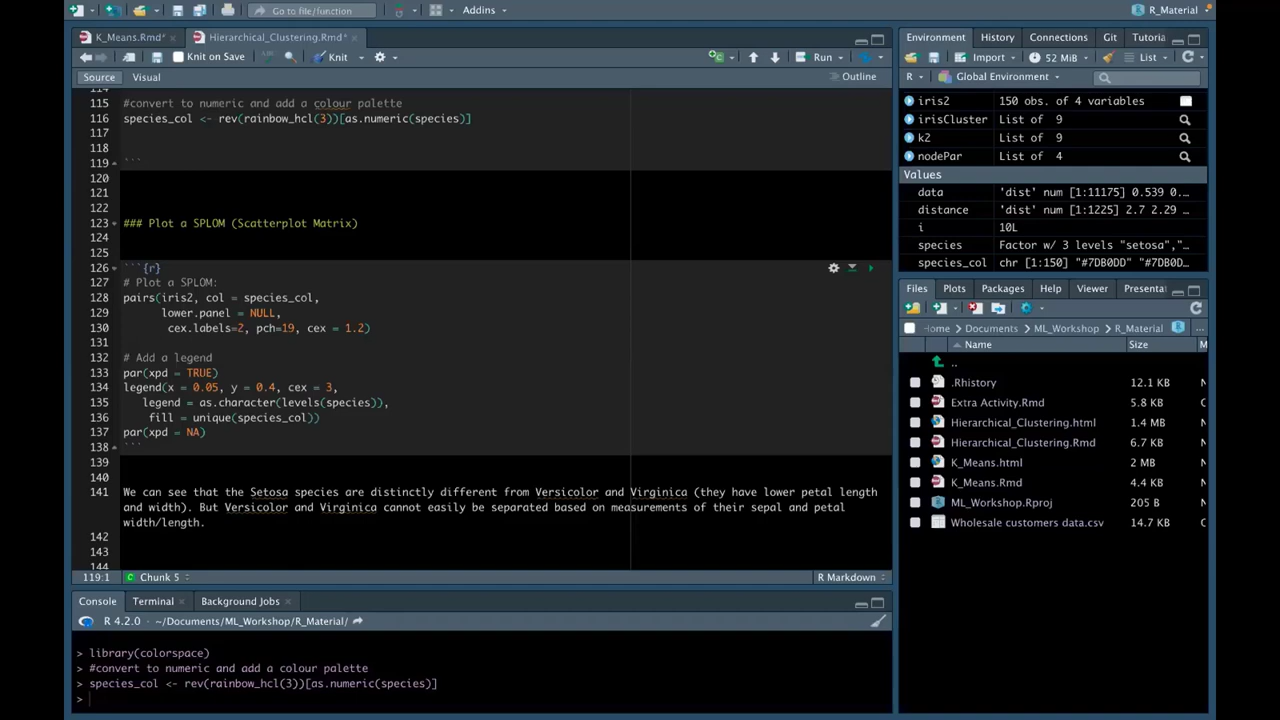 Go to file/function
Addins
R_Material
K_Means.Rmd*
Hierarchical_Clustering.Rmd*
Knit on Save
Knit
Run
Source
Visual
Outline
115 #convert to numeric and add a colour palette
116 species_col <- rev(rainbow_hcl(3))[as.numeric(species)]
117
118
119 ```
120
121
122
123 ### Plot a SPLOM (Scatterplot Matrix)
124
125
126 ```{r}
127 # Plot a SPLOM:
128 pairs(iris2, col = species_col,
129 lower.panel = NULL,
130 cex.labels=2, pch=19, cex = 1.2)
131
132 # Add a legend
133 par(xpd = TRUE)
134 legend(x = 0.05, y = 0.4, cex = 3,
135 legend = as.character(levels(species)),
136 fill = unique(species_col))
137 par(xpd = NA)
138 ```
139
140
141 We can see that the Setosa species are distinctly different from Versicolor and Virginica (they have lower petal length
and width). But Versicolor and Virginica cannot easily be separated based on measurements of their sepal and petal
width/length.
142
143
144
119:1 Chunk 5 R Markdown
Console Terminal Background Jobs
R 4.2.0 · ~/Documents/ML_Workshop/R_Material/
> library(colorspace)
> #convert to numeric and add a colour palette
> species_col <- rev(rainbow_hcl(3))[as.numeric(species)]
>
Environment History Connections Git Tutoria
Import 52 MiB List
R Global Environment
iris2 150 obs. of 4 variables
irisCluster List of 9
k2 List of 9
nodePar List of 4
Values
data 'dist' num [1:11175] 0.539 0...
distance 'dist' num [1:1225] 2.7 2.29 ...
i 10L
species Factor w/ 3 levels "setosa","...
species_col chr [1:150] "#7DB0DD" "#7DB0D...
Files Plots Packages Help Viewer Presenta
Home Documents ML_Workshop R_Material ...
Name Size M
..
.Rhistory 12.1 KB N
Extra Activity.Rmd 5.8 KB N
Hierarchical_Clustering.html 1.4 MB N
Hierarchical_Clustering.Rmd 6.7 KB N
K_Means.html 2 MB N
K_Means.Rmd 4.4 KB N
ML_Workshop.Rproj 205 B N
Wholesale customers data.csv 14.7 KB N